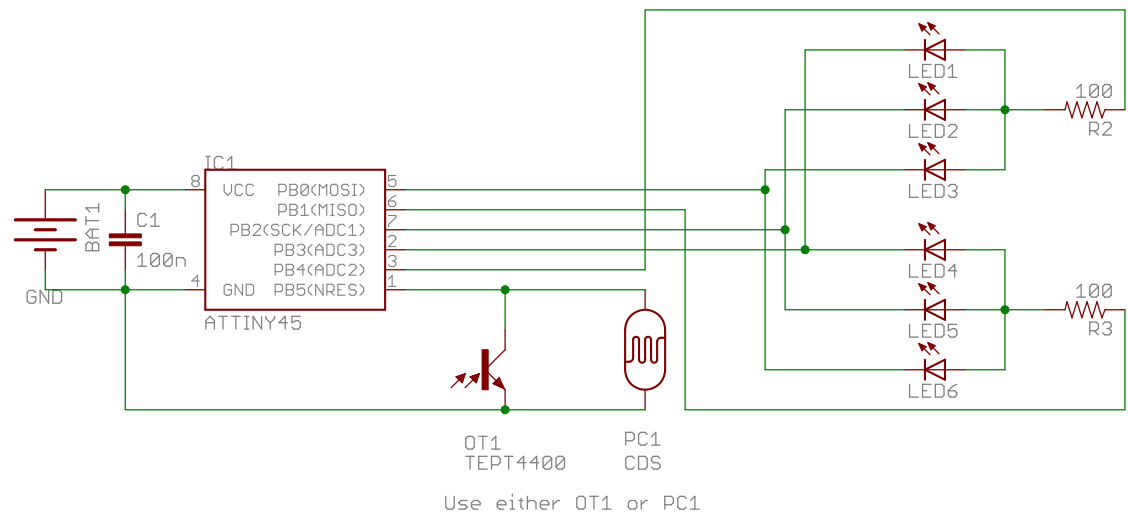 LED1
100
LED2
R2
IC1
LED3
8
VCC
PB0(MOSI)
5
PB1(MISO)
6
BAT1
C1
PB2(SCK/ADC1)
7
PB3(ADC3)
2
100n
PB4(ADC2)
3
LED4
4
GND
PB5(NRES)
1
GND
100
ATTINY45
LED5
R3
LED6
OT1
PC1
TEPT4400
CDS
Use either OT1 or PC1